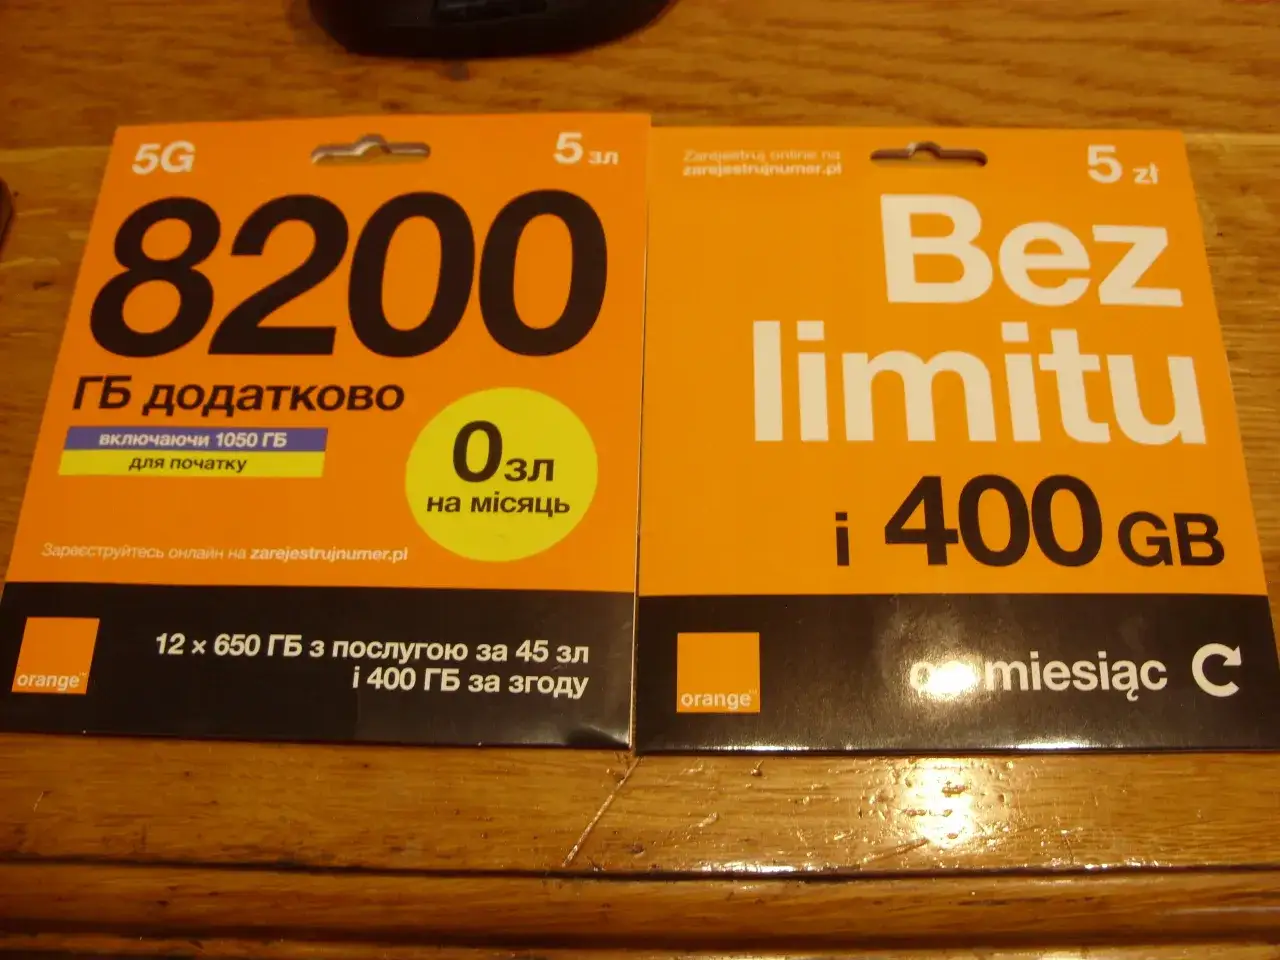 5G
5 зл
8200
ГБ додатково
включаючи 1050 ГБ
для початку
0 зл
на місяць
Зареєструйтесь онлайн на zarejestrujnumer.pl
orange™
12 × 650 ГБ з послугою за 45 зл
і 400 ГБ за згоду
Zarejestruj online na
zarejestrujnumer.pl
5 zł
Bez
limitu
i 400 GB
orange™
miesiąc